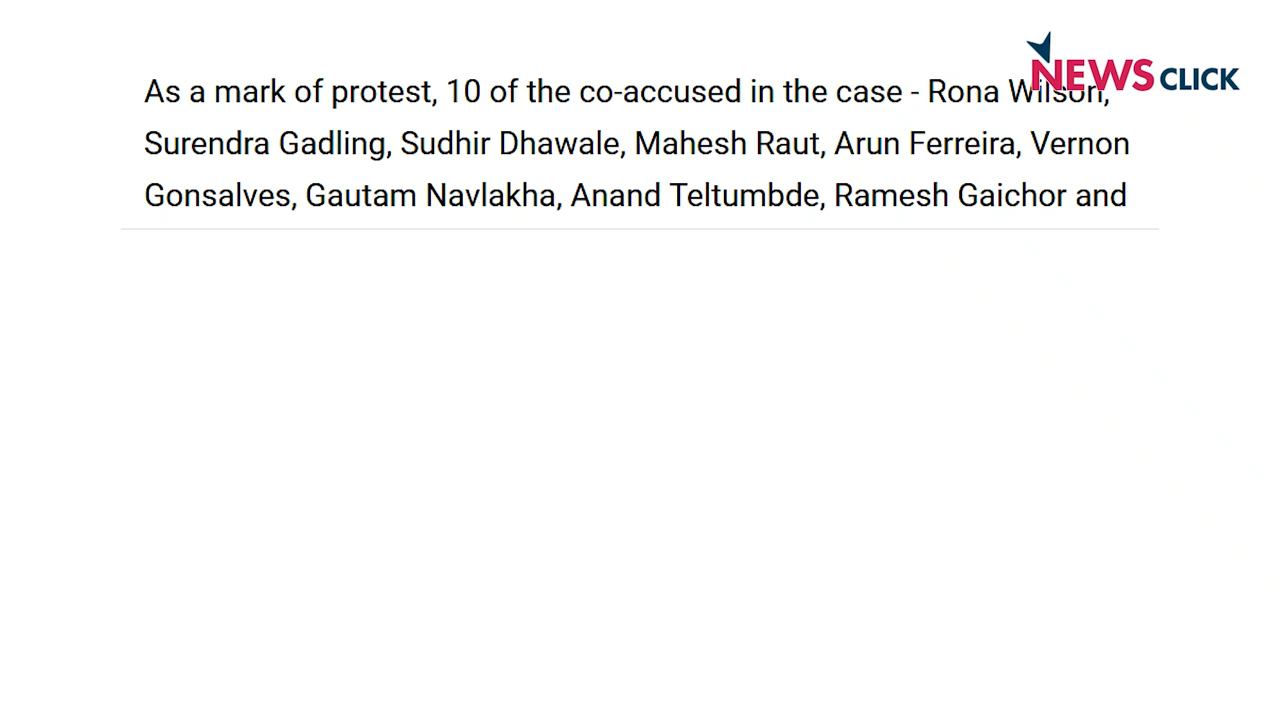 NEWS CLICK
As a mark of protest, 10 of the co-accused in the case - Rona Wilson,
Surendra Gadling, Sudhir Dhawale, Mahesh Raut, Arun Ferreira, Vernon
Gonsalves, Gautam Navlakha, Anand Teltumbde, Ramesh Gaichor and